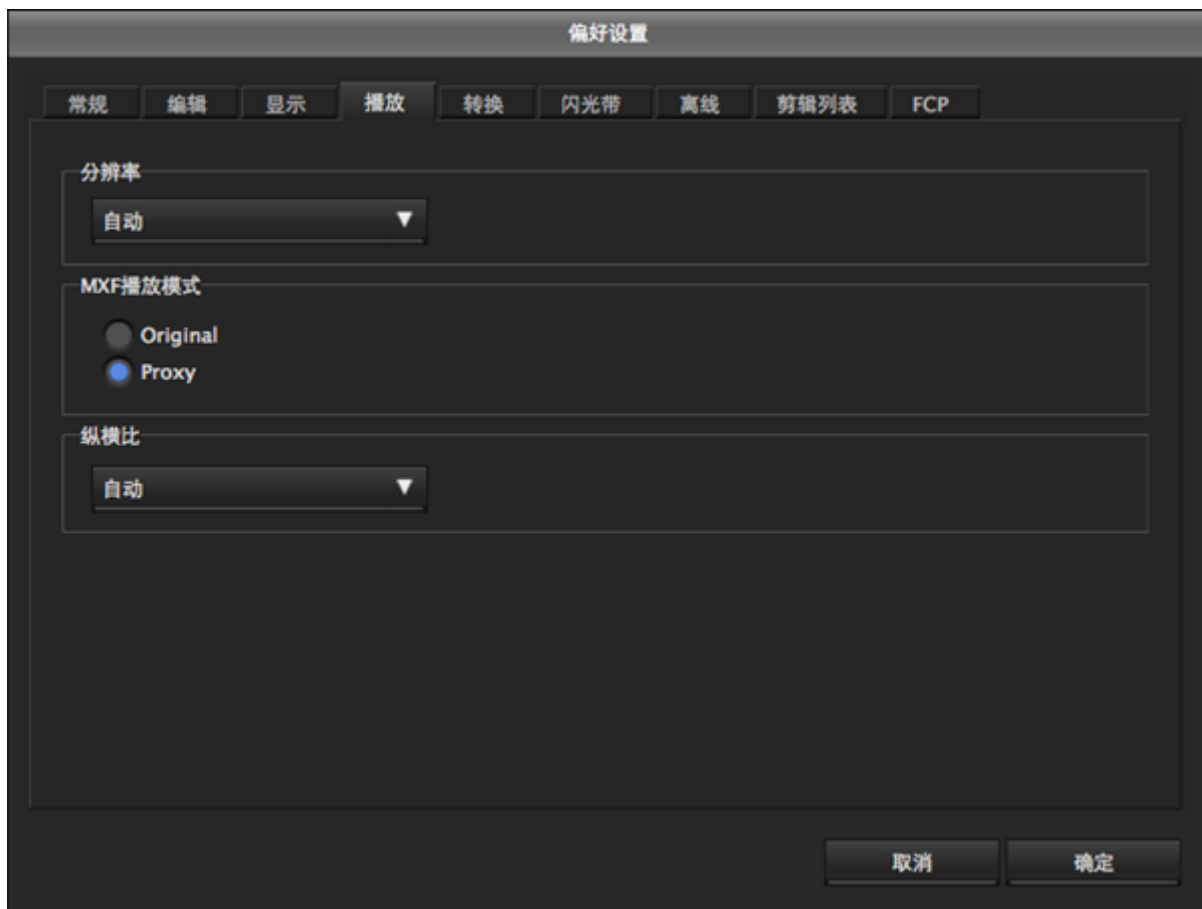 偏好设置
常规 编辑 显示 播放 转换 闪光带 离线 剪辑列表 FCP
分辨率
自动
MXF播放模式
Original
Proxy
纵横比
自动
取消 确定